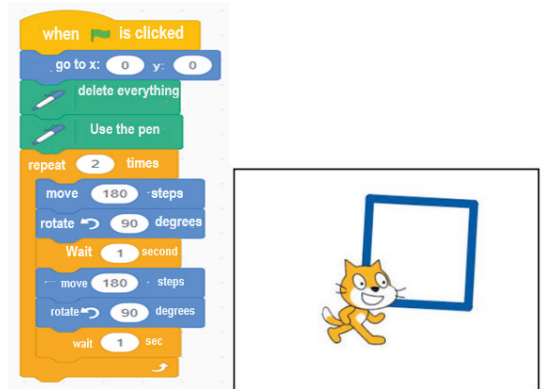 when is clicked
go to x: 0 y: 0
delete everything
Use the pen
repeat 2 times
move 180 steps
rotate 90 degrees
Wait 1 second
move 180 steps
rotate 90 degrees
wait 1 sec